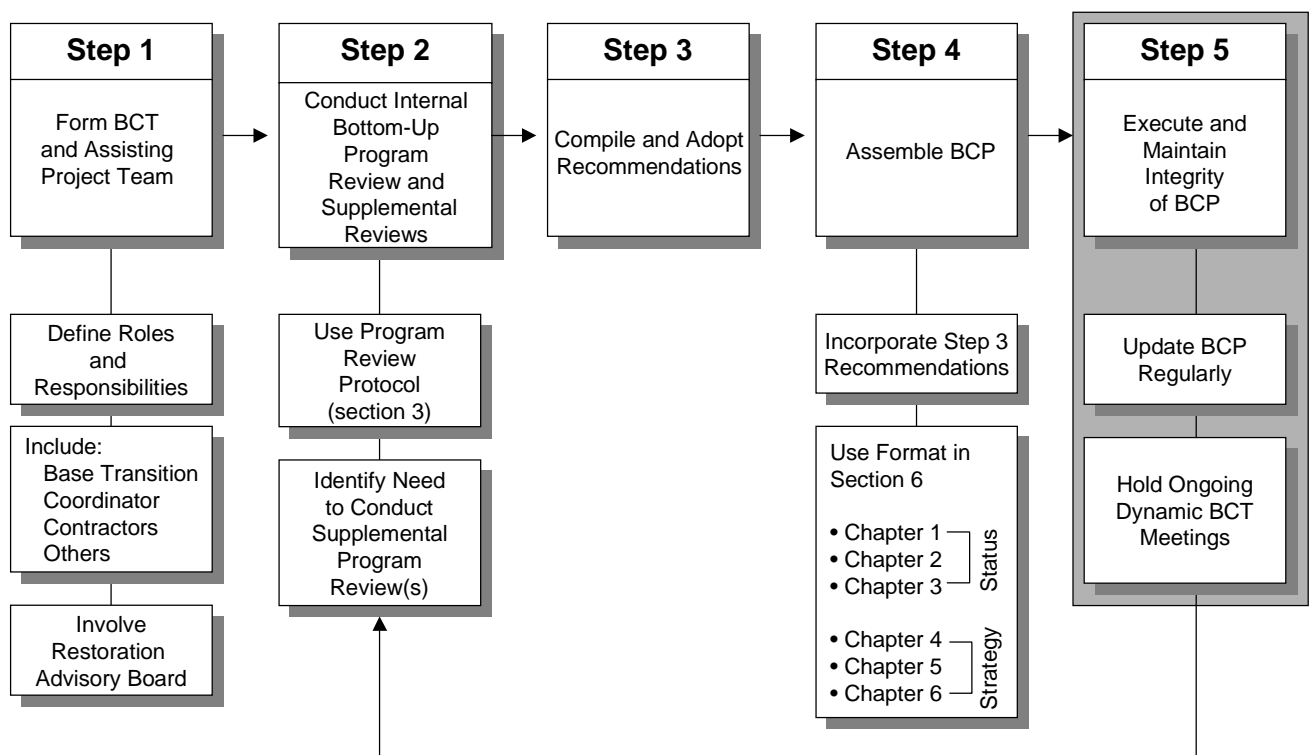 Step 1
Form BCT
and Assisting
Project Team
Define Roles
and
Responsibilities
Include:
Base Transition
Coordinator
Contractors
Others
Involve
Restoration
Advisory Board
Step 2
Conduct Internal
Bottom-Up
Program
Review and
Supplemental
Reviews
Use Program
Review
Protocol
(section 3)
Identify Need
to Conduct
Supplemental
Program
Review(s)
Step 3
Compile and Adopt
Recommendations
Step 4
Assemble BCP
Incorporate Step 3
Recommendations
Use Format in
Section 6
• Chapter 1
• Chapter 2
• Chapter 3
Status
• Chapter 4
• Chapter 5
• Chapter 6
Strategy
Step 5
Execute and
Maintain
Integrity
of BCP
Update BCP
Regularly
Hold Ongoing
Dynamic BCT
Meetings